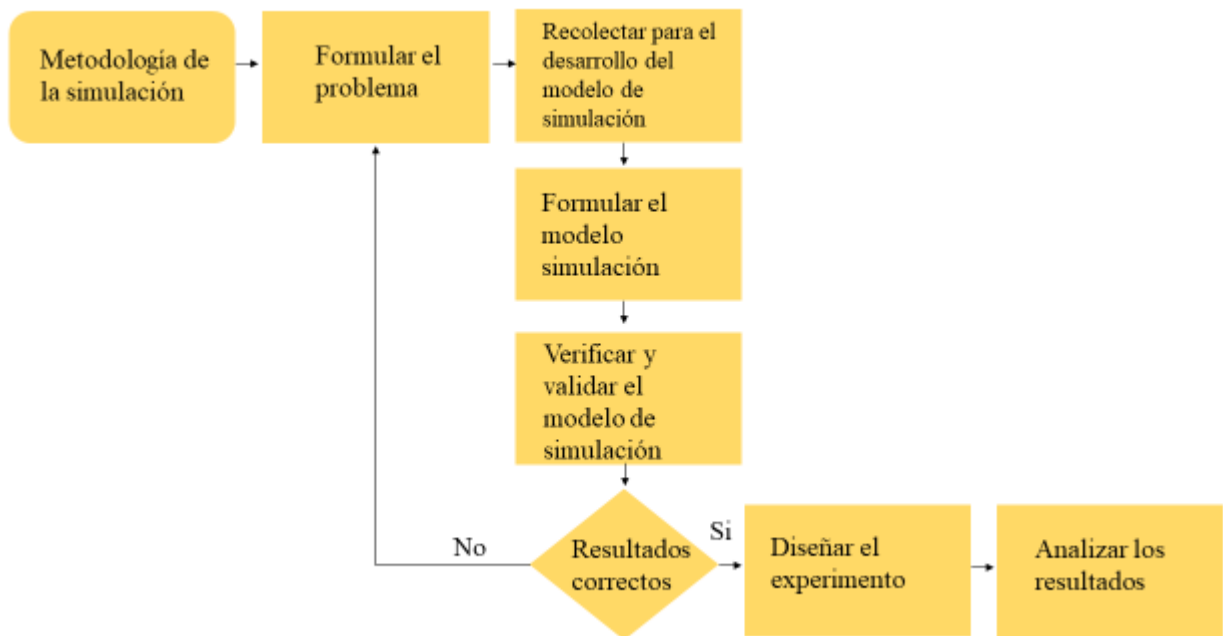 Metodología de
la simulación
Formular el
problema
Recolectar para el
desarrollo del
modelo de
simulación
Formular el
modelo
simulación
Verificar y
validar el
modelo de
simulación
Resultados
correctos
No
Si
Diseñar el
experimento
Analizar los
resultados